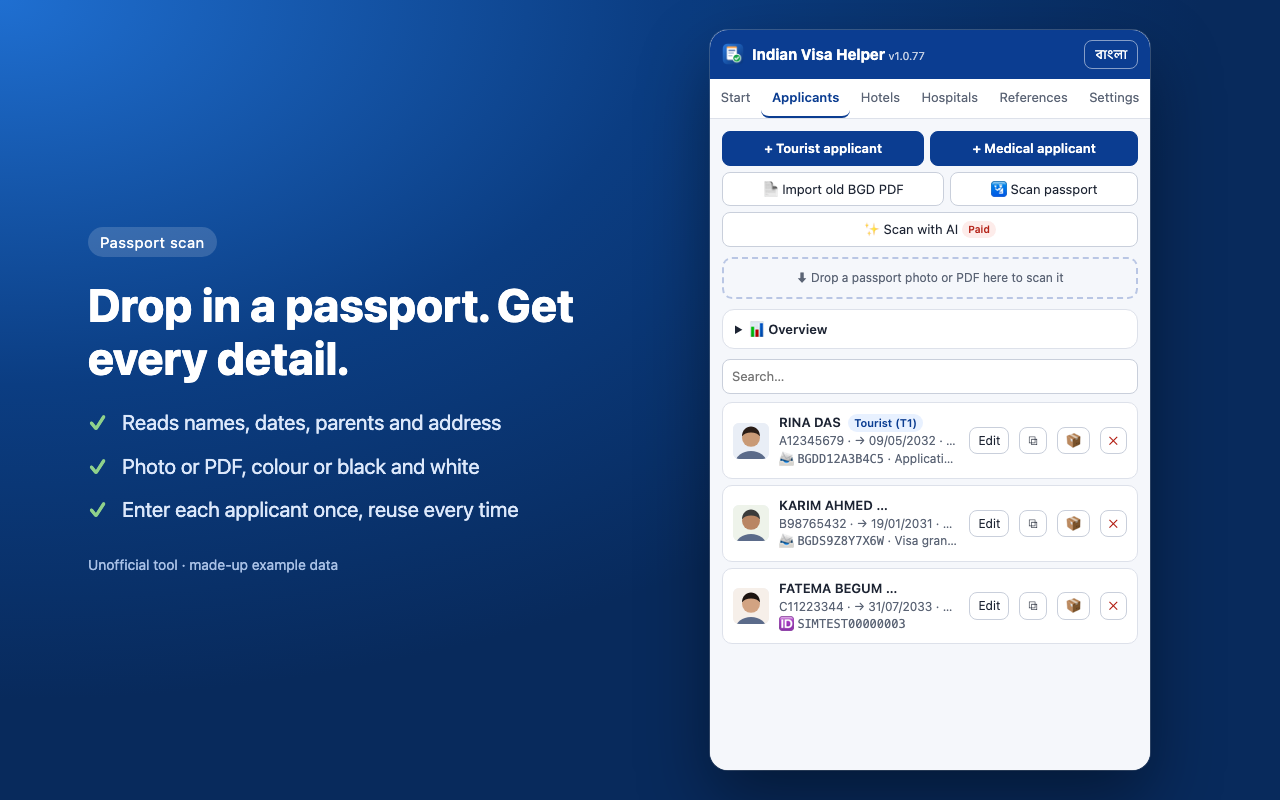 Passport scan
Drop in a passport. Get
every detail.
Reads names, dates, parents and address
Photo or PDF, colour or black and white
Enter each applicant once, reuse every time
Unofficial tool · made-up example data
Indian Visa Helper v1.0.77
বাংলা
Start Applicants Hotels Hospitals References Settings
+ Tourist applicant + Medical applicant
Import old BGD PDF Scan passport
Scan with AI Paid
Drop a passport photo or PDF here to scan it
Overview
Search...
RINA DAS Tourist (T1)
A12345679 · → 09/05/2032 · ...
BGDD12A3B4C5 · Applicati...
Edit
KARIM AHMED ...
B98765432 · → 19/01/2031 · ...
BGDS9Z8Y7X6W · Visa gran...
Edit
FATEMA BEGUM ...
C11223344 · → 31/07/2033 · ...
ID SIMTEST00000003
Edit